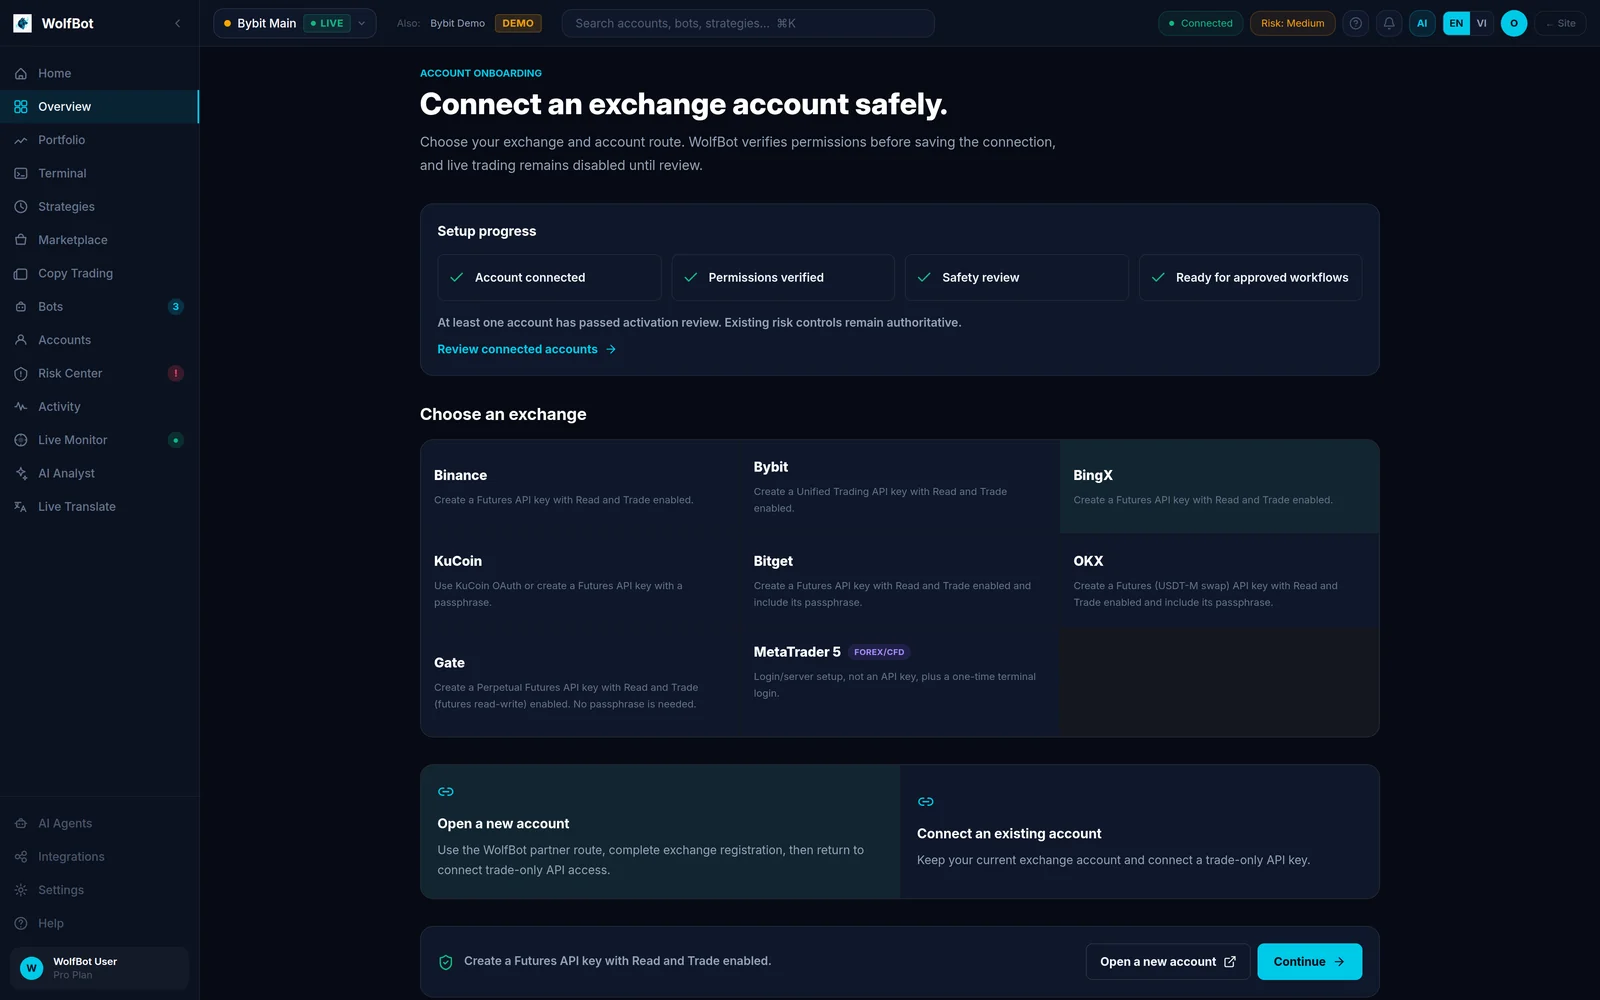 WolfBot
Bybit Main
LIVE
Also:
Bybit Demo
DEMO
Search accounts, bots, strategies... ⌘K
Connected
Risk: Medium
AI
EN
VI
O
← Site
Home
Overview
Portfolio
Terminal
Strategies
Marketplace
Copy Trading
Bots
3
Accounts
Risk Center
!
Activity
Live Monitor
AI Analyst
Live Translate
AI Agents
Integrations
Settings
Help
W
WolfBot User
Pro Plan
ACCOUNT ONBOARDING
Connect an exchange account safely.
Choose your exchange and account route. WolfBot verifies permissions before saving the connection,
and live trading remains disabled until review.
Setup progress
Account connected
Permissions verified
Safety review
Ready for approved workflows
At least one account has passed activation review. Existing risk controls remain authoritative.
Review connected accounts →
Choose an exchange
Binance
Create a Futures API key with Read and Trade enabled.
Bybit
Create a Unified Trading API key with Read and Trade
enabled.
BingX
Create a Futures API key with Read and Trade enabled.
KuCoin
Use KuCoin OAuth or create a Futures API key with a
passphrase.
Bitget
Create a Futures API key with Read and Trade enabled and
include its passphrase.
OKX
Create a Futures (USDT-M swap) API key with Read and
Trade enabled and include its passphrase.
Gate
Create a Perpetual Futures API key with Read and Trade
(futures read-write) enabled. No passphrase is needed.
MetaTrader 5
FOREX/CFD
Login/server setup, not an API key, plus a one-time terminal
login.
Open a new account
Use the WolfBot partner route, complete exchange registration, then return to
connect trade-only API access.
Connect an existing account
Keep your current exchange account and connect a trade-only API key.
Create a Futures API key with Read and Trade enabled.
Open a new account
Continue →